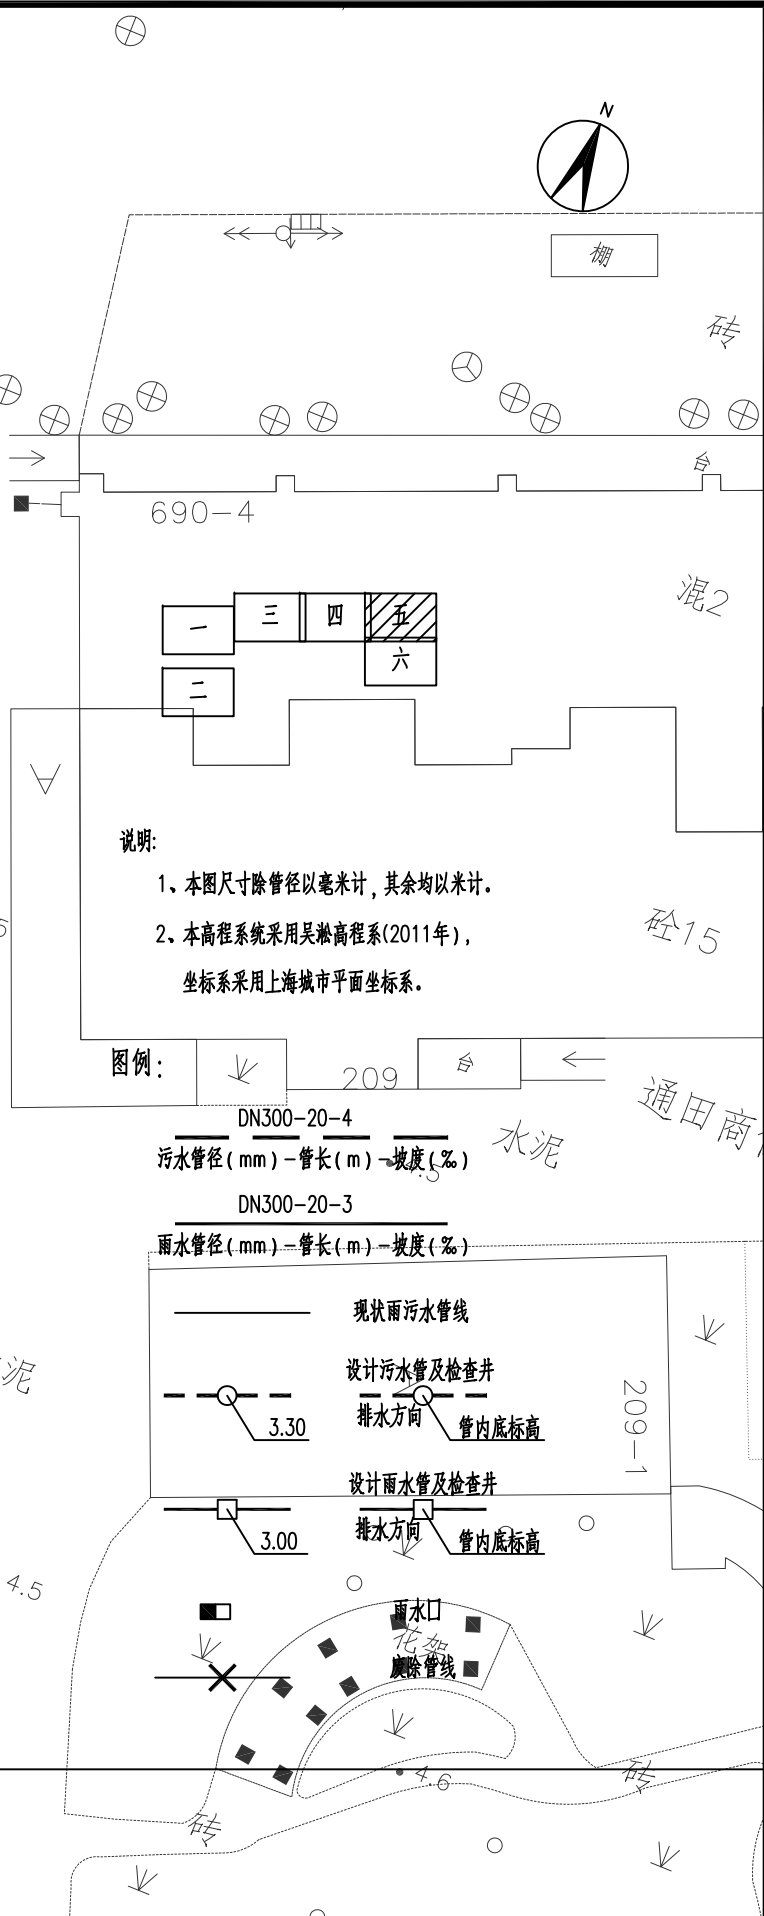 N
棚
砖
台
690-4
混2
一
三
四
五
二
六
说明:
1、本图尺寸除管径以毫米计,其余均以米计。
2、本高程系统采用吴淞高程系(2011年),
坐标系采用上海城市平面坐标系。
砼15
图例:
209
台
通田商
DN300-20-4
水泥
污水管径(mm)-管长(m)-坡度(‰)
4.5
DN300-20-3
雨水管径(mm)-管长(m)-坡度(‰)
现状雨污水管线
泥
设计污水管及检查井
排水方向
3.30
管内底标高
209-1
设计雨水管及检查井
排水方向
3.00
管内底标高
4.5
雨水口
花架
废除管线
4.6
砖
砖